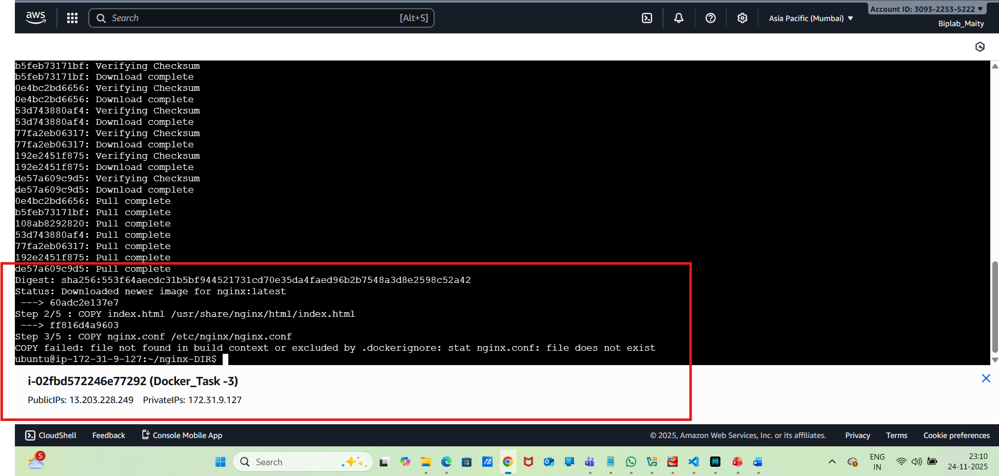 aws
Search
[Alt+S]
Asia Pacific (Mumbai)
Account ID: 3093-2253-5222
Biplab_Maity
b5feb73171bf: Verifying Checksum
b5feb73171bf: Download complete
0e4bc2bd6656: Verifying Checksum
0e4bc2bd6656: Download complete
53d743880af4: Verifying Checksum
53d743880af4: Download complete
77fa2eb06317: Verifying Checksum
77fa2eb06317: Download complete
192e2451f875: Verifying Checksum
192e2451f875: Download complete
de57a609c9d5: Verifying Checksum
de57a609c9d5: Download complete
0e4bc2bd6656: Pull complete
b5feb73171bf: Pull complete
108ab8292820: Pull complete
53d743880af4: Pull complete
77fa2eb06317: Pull complete
192e2451f875: Pull complete
de57a609c9d5: Pull complete
Digest: sha256:553f64aecdc31b5bf944521731cd70e35da4faed96b2b7548a3d8e2598c52a42
Status: Downloaded newer image for nginx:latest
---> 60adc2e137e7
Step 2/5 : COPY index.html /usr/share/nginx/html/index.html
---> ff816d4a9603
Step 3/5 : COPY nginx.conf /etc/nginx/nginx.conf
COPY failed: file not found in build context or excluded by .dockerignore: stat nginx.conf: file does not exist
ubuntu@ip-172-31-9-127:~/nginx-DIR$
i-02fbd572246e77292 (Docker_Task -3)
PublicIPs: 13.203.228.249 PrivateIPs: 172.31.9.127
CloudShell Feedback Console Mobile App © 2025, Amazon Web Services, Inc. or its affiliates. Privacy Terms Cookie preferences
5
Search
ENG
IN
23:10
24-11-2025